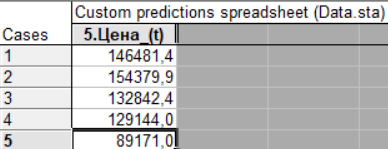 Custom predictions spreadsheet (Data.sta)
Cases 5.Цена_(t)
1 146481,4
2 154379,9
3 132842,4
4 129144,0
5 89171,0